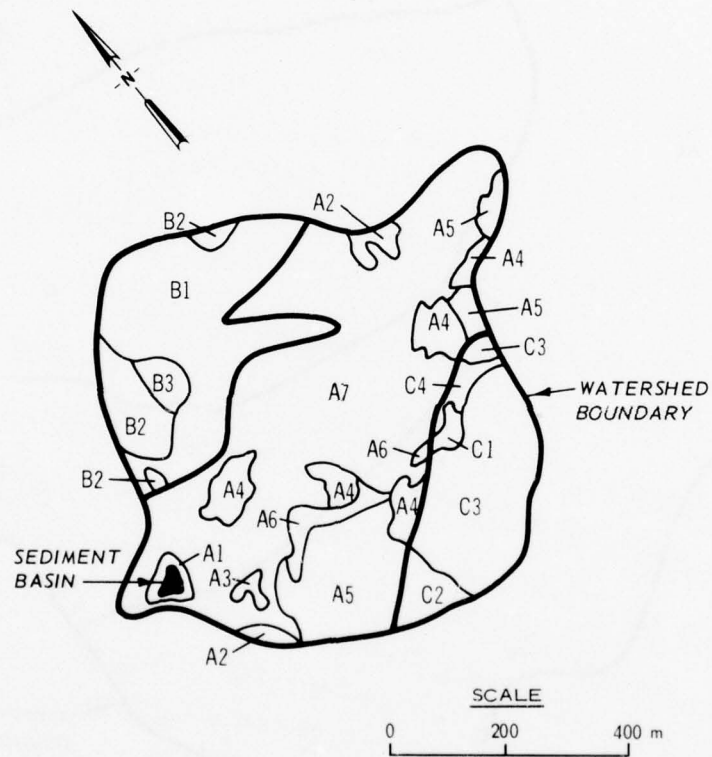 N
A2
B2
A5
A4
B1
A5
A4
C3
B3
A7
C4
WATERSHED
BOUNDARY
B2
C1
A6
B2
A4
A4
A4
C3
A6
SEDIMENT
BASIN
A1
A3
A5
C2
A2
SCALE
0 200 400 m